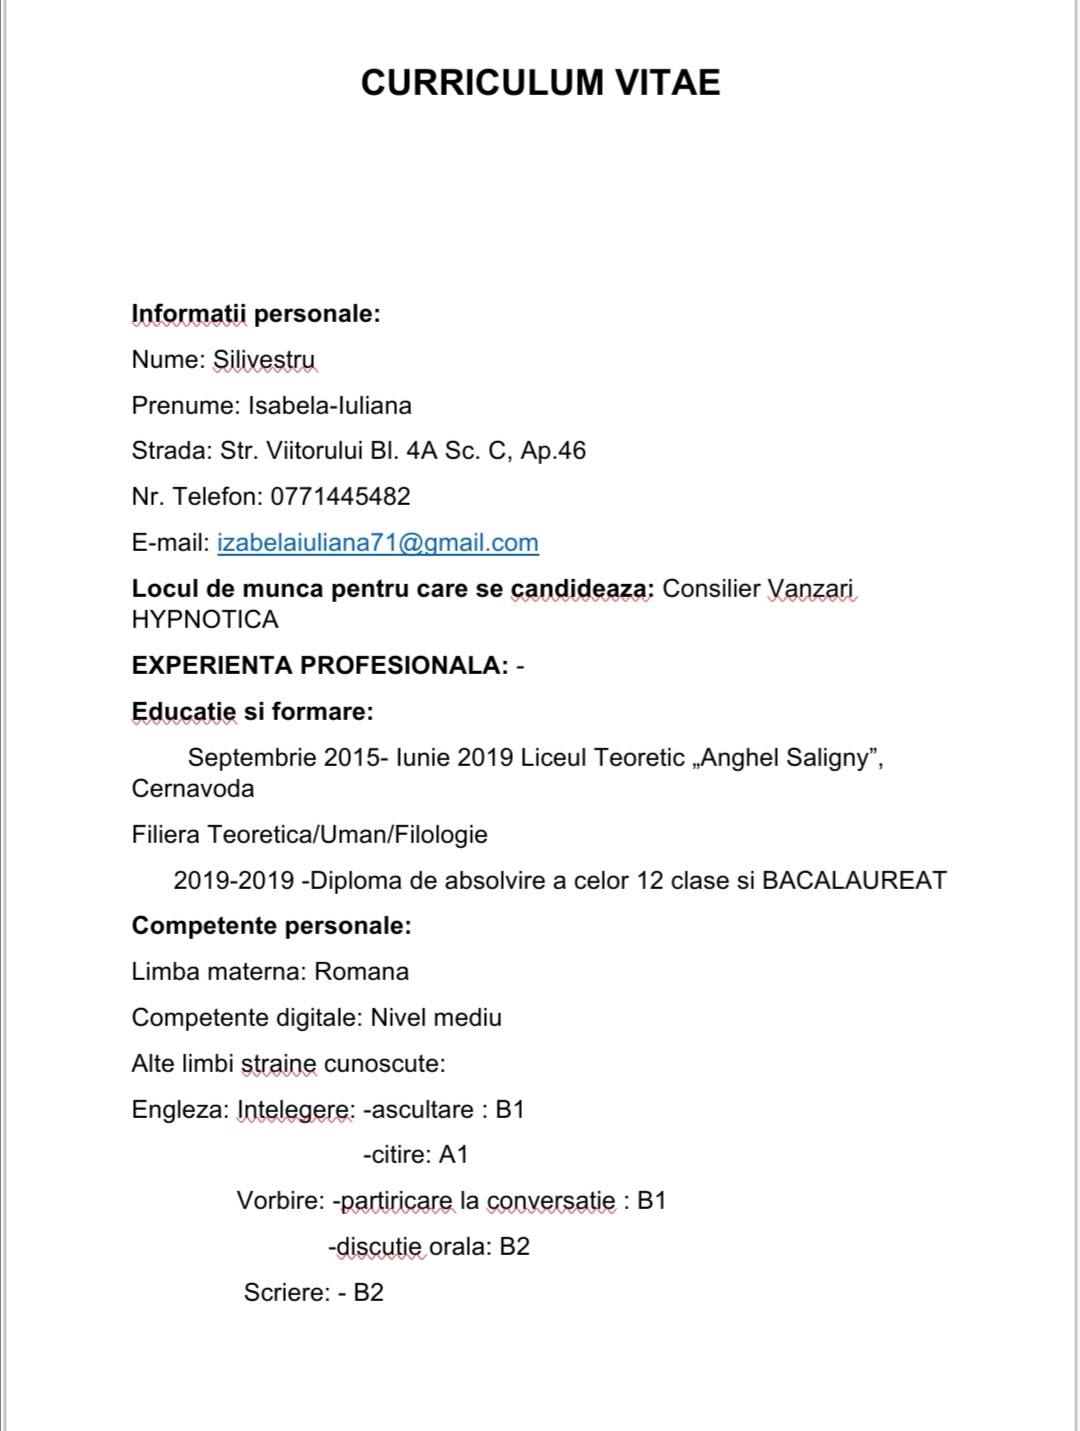 CURRICULUM VITAE
Informatii personale:
Nume: Silivestru
Prenume: Isabela-Iuliana
Strada: Str. Viitorului Bl. 4A Sc. C, Ap.46
Nr. Telefon: 0771445482
E-mail: izabelaiuliana71@gmail.com
Locul de munca pentru care se candideaza: Consilier Vanzari
HYPNOTICA
EXPERIENTA PROFESIONALA: -
Educatie si formare:
Septembrie 2015- Iunie 2019 Liceul Teoretic „Anghel Saligny”,
Cernavoda
Filiera Teoretica/Uman/Filologie
2019-2019 -Diploma de absolvire a celor 12 clase si BACALAUREAT
Competente personale:
Limba materna: Romana
Competente digitale: Nivel mediu
Alte limbi straine cunoscute:
Engleza: Intelegere: -ascultare : B1
-citire: A1
Vorbire: -partiricare la conversatie : B1
-discutie orala: B2
Scriere: - B2